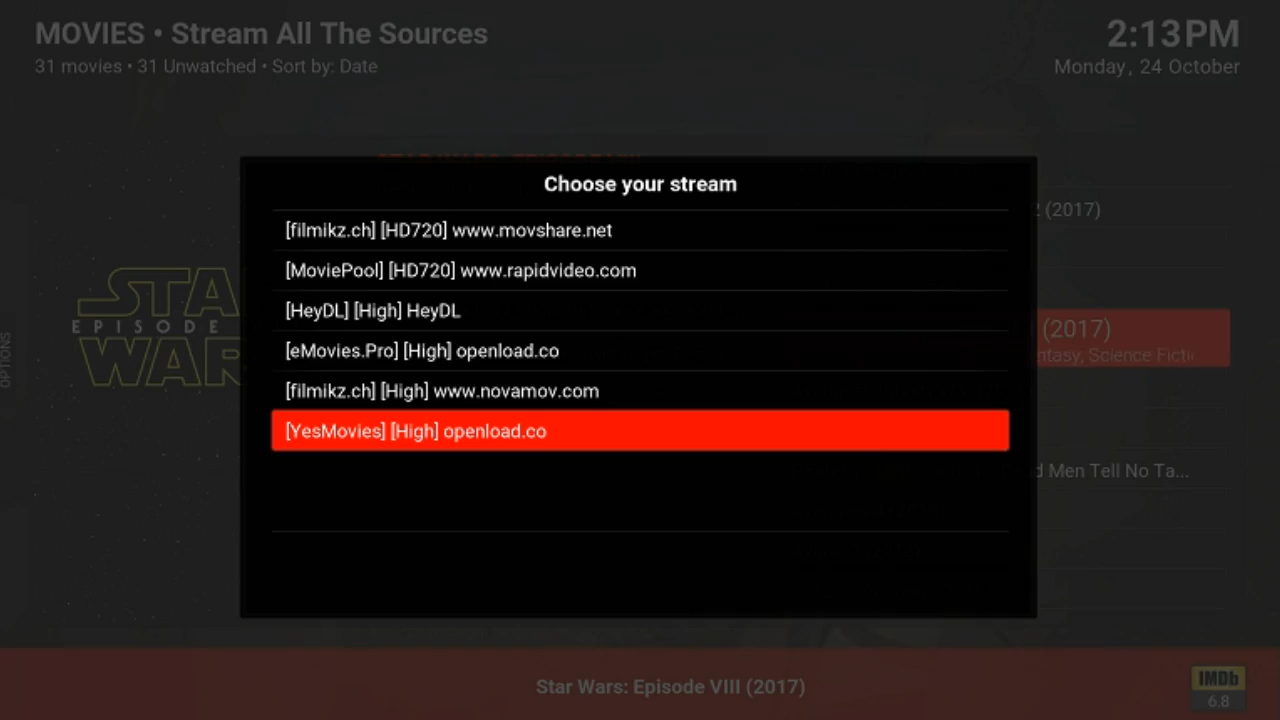 MOVIES • Stream All The Sources
31 movies • 31 Unwatched • Sort by: Date
2:13 PM
Monday, 24 October
Choose your stream
[filmikz.ch] [HD720] www.movshare.net
[MoviePool] [HD720] www.rapidvideo.com
[HeyDL] [High] HeyDL
[eMovies.Pro] [High] openload.co
[filmikz.ch] [High] www.novamov.com
[YesMovies] [High] openload.co
(2017)
(2017)
Science
Men Tell No Ta...
STA
EPISODE
WAR
OPTIONS
Star Wars: Episode VIII (2017)
IMDb
6.8